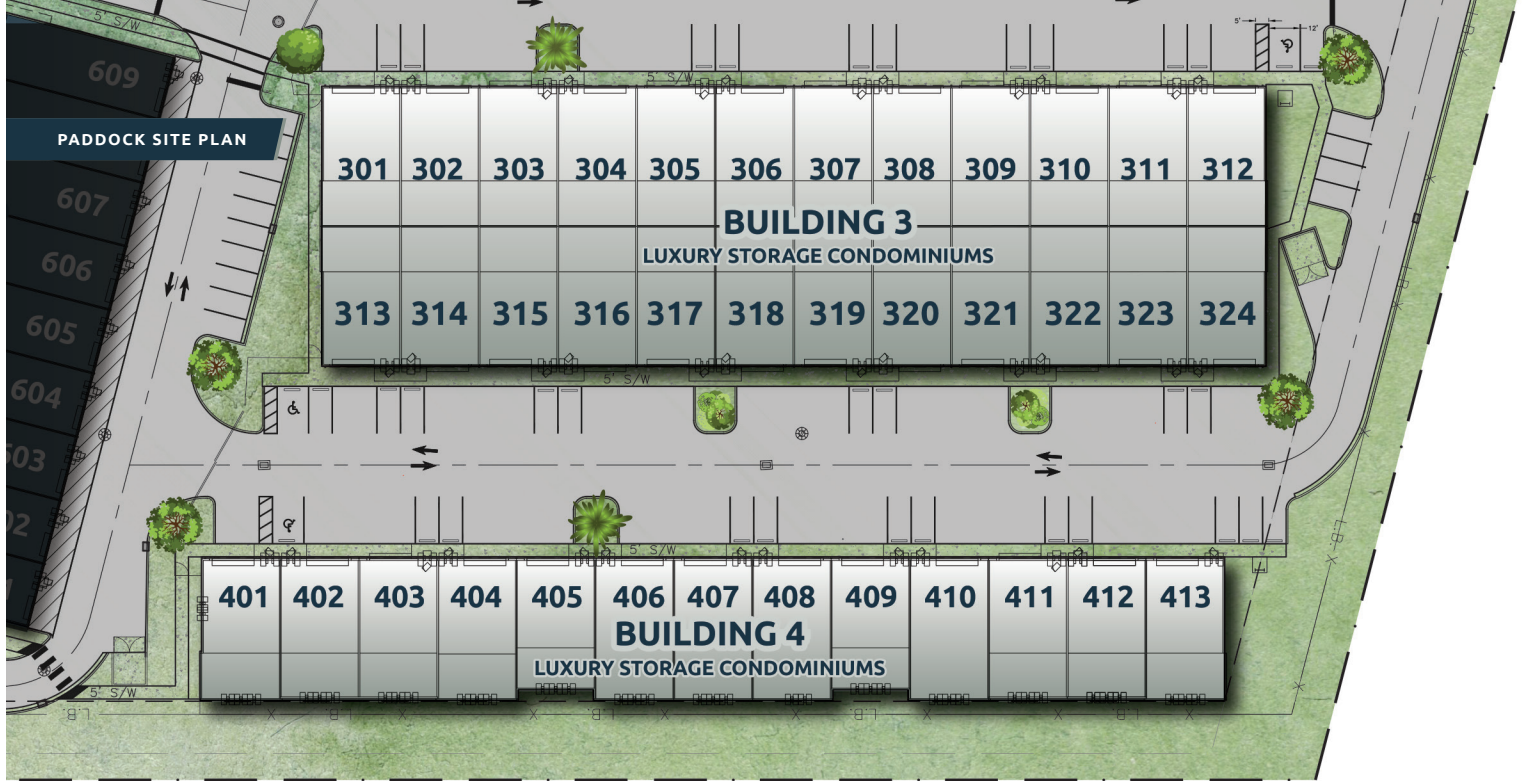 5' S/W
609
5'
12'
5' S/W
PADDOCK SITE PLAN
301 302 303 304 305 306 307 308 309 310 311 312
607
BUILDING 3
LUXURY STORAGE CONDOMINIUMS
606
313 314 315 316 317 318 319 320 321 322 323 324
605
5' S/W
604
603
02
5' S/W
L.B.
401 402 403 404 405 406 407 408 409 410 411 412 413
BUILDING 4
LUXURY STORAGE CONDOMINIUMS
5' S/W
L.B. L.B. L.B. L.B. L.B.